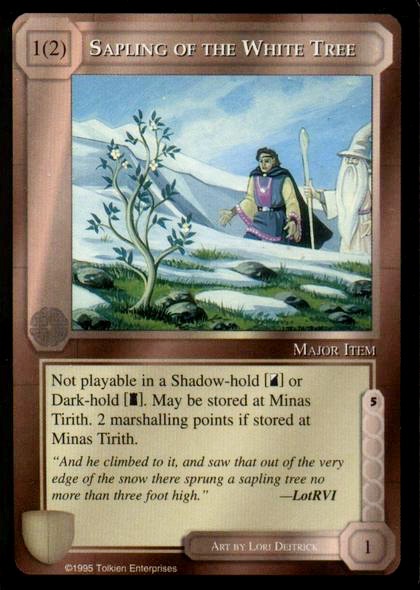 1(2)
SAPLING OF THE WHITE TREE
MAJOR ITEM
Not playable in a Shadow-hold [] or
Dark-hold []. May be stored at Minas
Tirith. 2 marshalling points if stored at
Minas Tirith.
5
"And he climbed to it, and saw that out of the very
edge of the snow there sprung a sapling tree no
more than three foot high." —LotRVI
ART BY LORI DEITRICK
1
©1995 Tolkien Enterprises